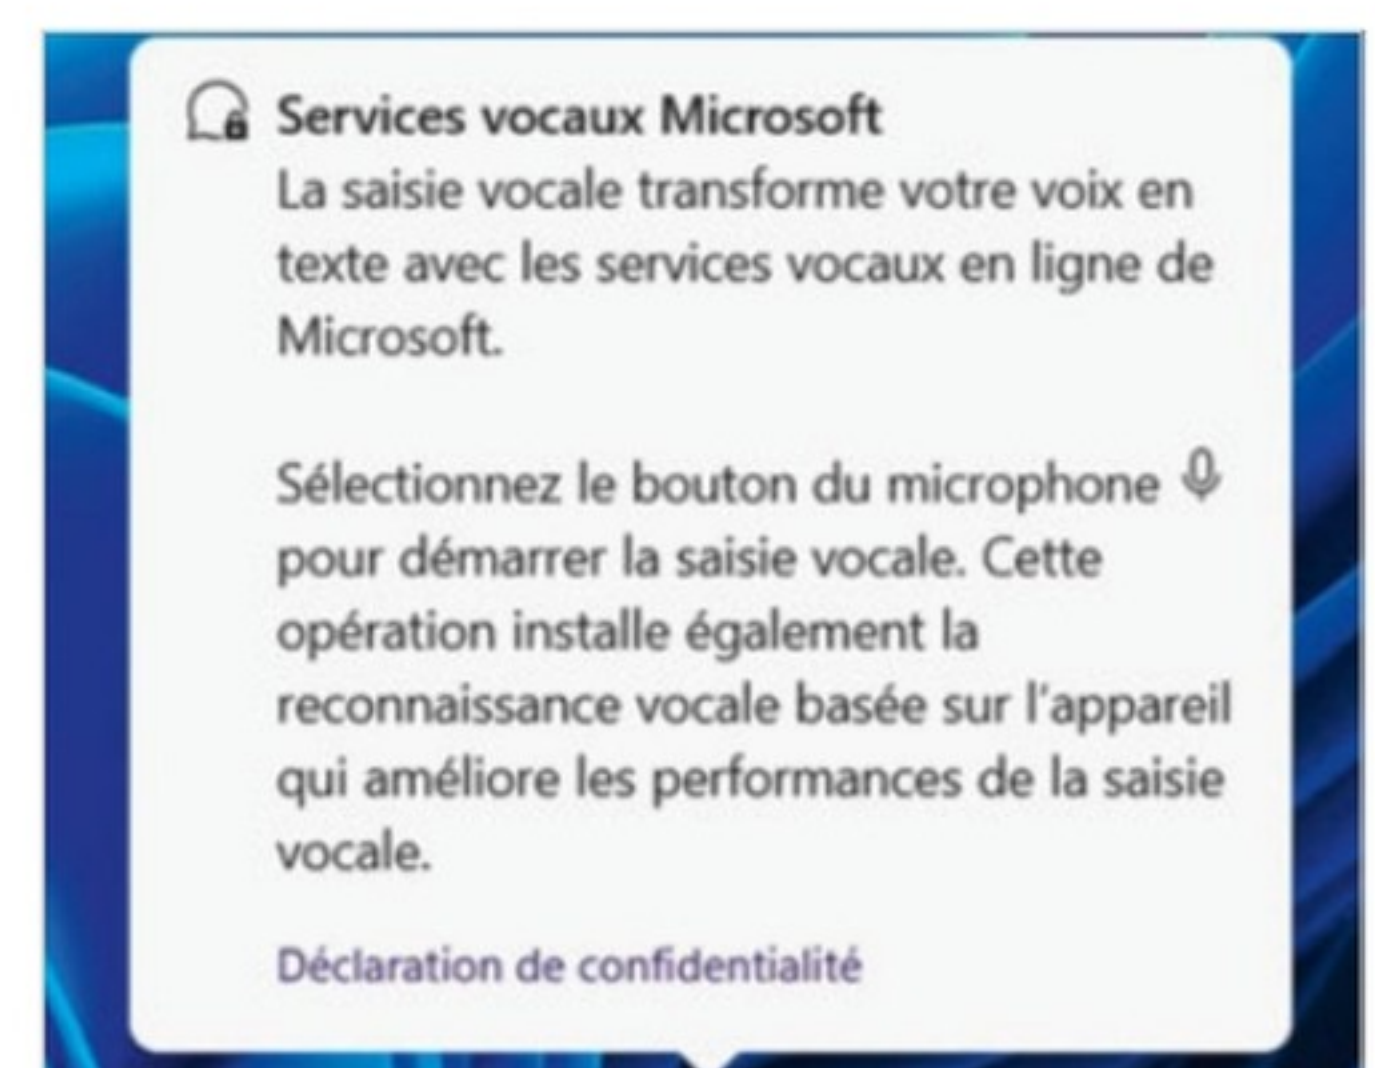 Services vocaux Microsoft
La saisie vocale transforme votre voix en
texte avec les services vocaux en ligne de
Microsoft.
Sélectionnez le bouton du microphone
pour démarrer la saisie vocale. Cette
opération installe également la
reconnaissance vocale basée sur l'appareil
qui améliore les performances de la saisie
vocale.
Déclaration de confidentialité